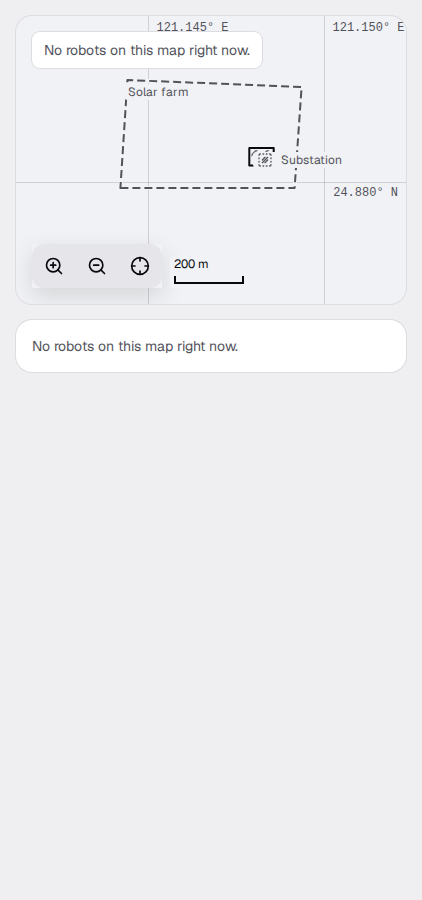 121.145° E
121.150° E
No robots on this map right now.
Solar farm
Substation
24.880° N
200 m
No robots on this map right now.